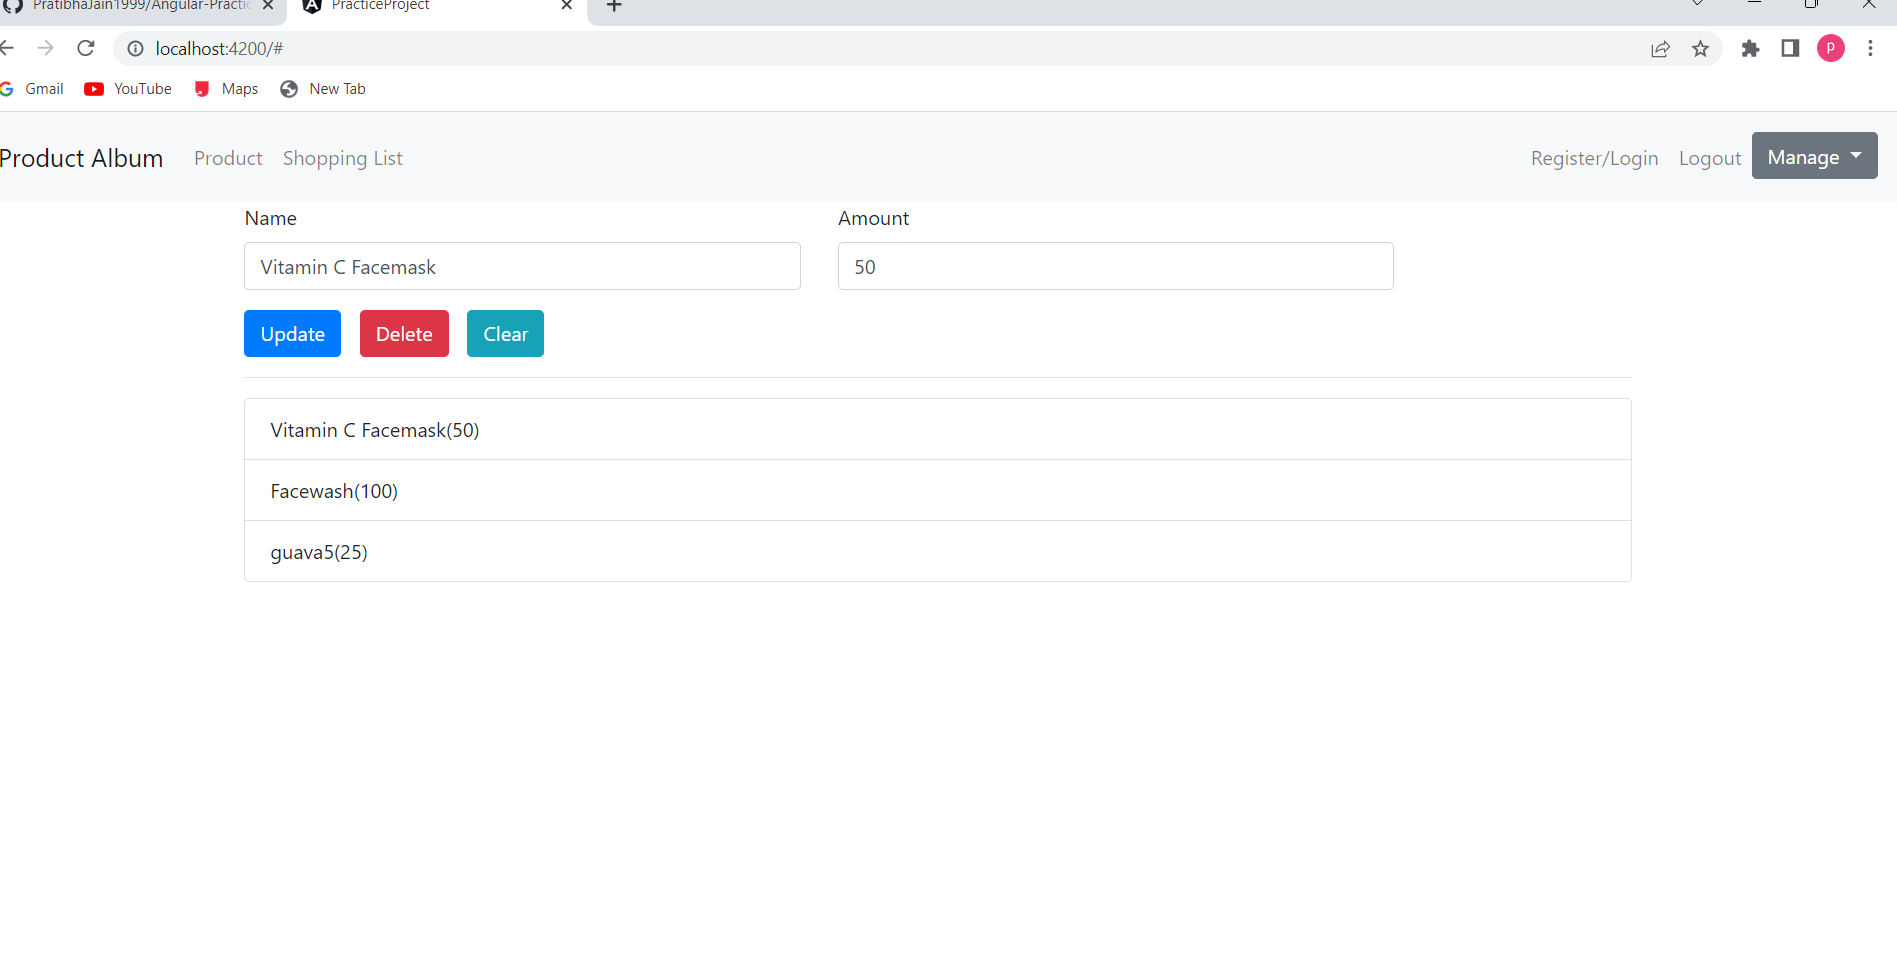 PratibhaJain1999/Angular-Practic
PracticeProject
localhost:4200/#
P
Gmail YouTube Maps New Tab
Product Album Product Shopping List Register/Login Logout Manage
Name Amount
Vitamin C Facemask 50
Update Delete Clear
Vitamin C Facemask(50)
Facewash(100)
guava5(25)